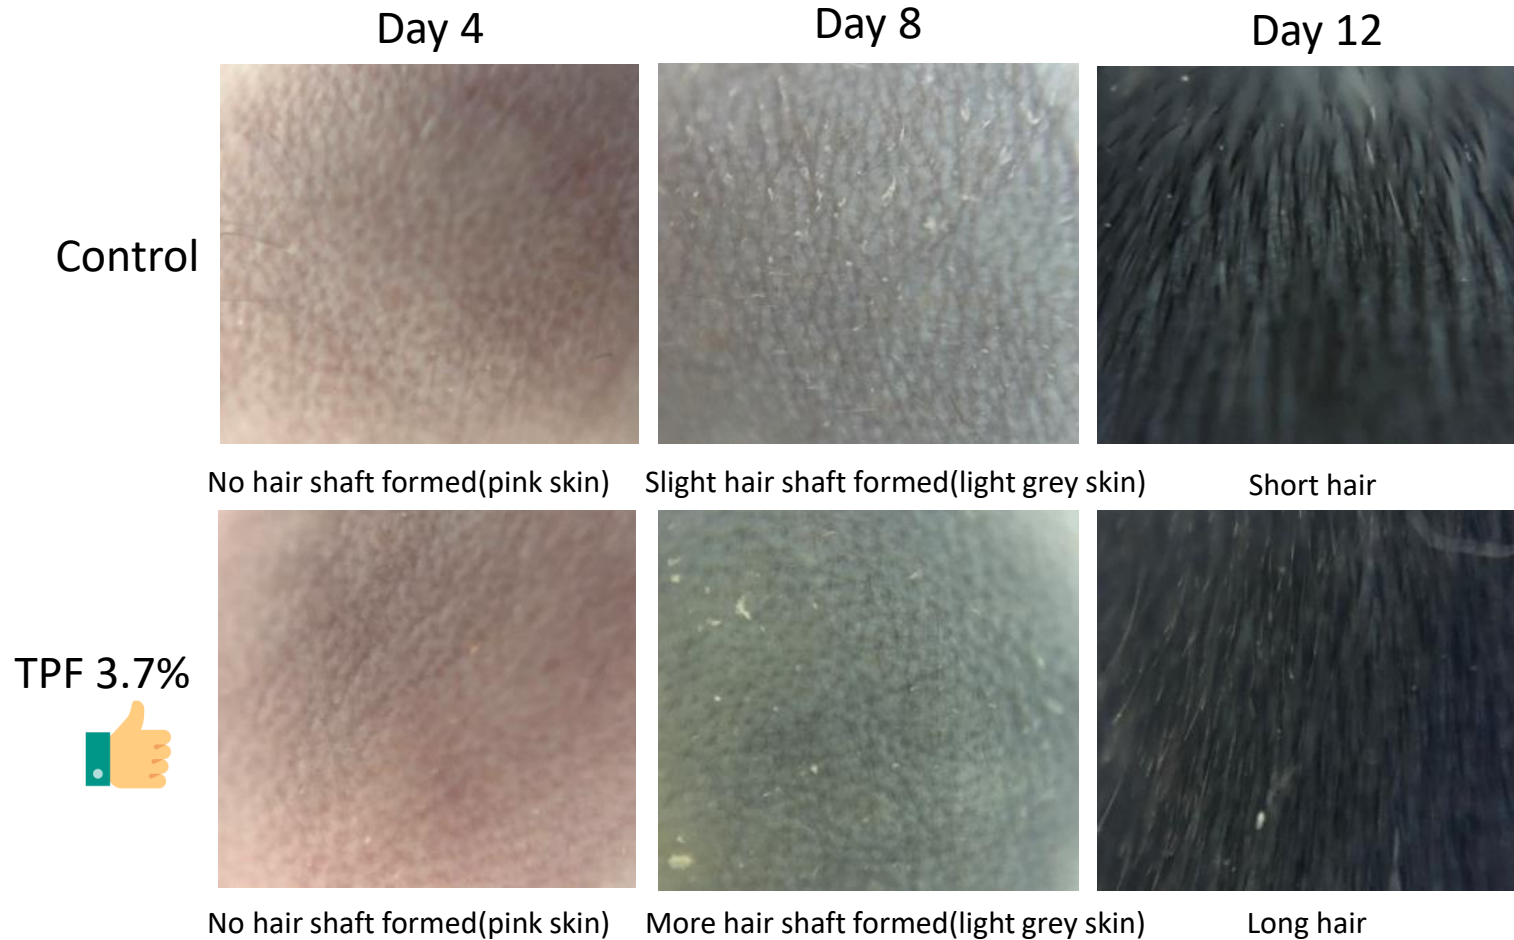 Day 4
Day 8
Day 12
Control
No hair shaft formed(pink skin)
Slight hair shaft formed(light grey skin)
Short hair
TPF 3.7%
No hair shaft formed(pink skin)
More hair shaft formed(light grey skin)
Long hair